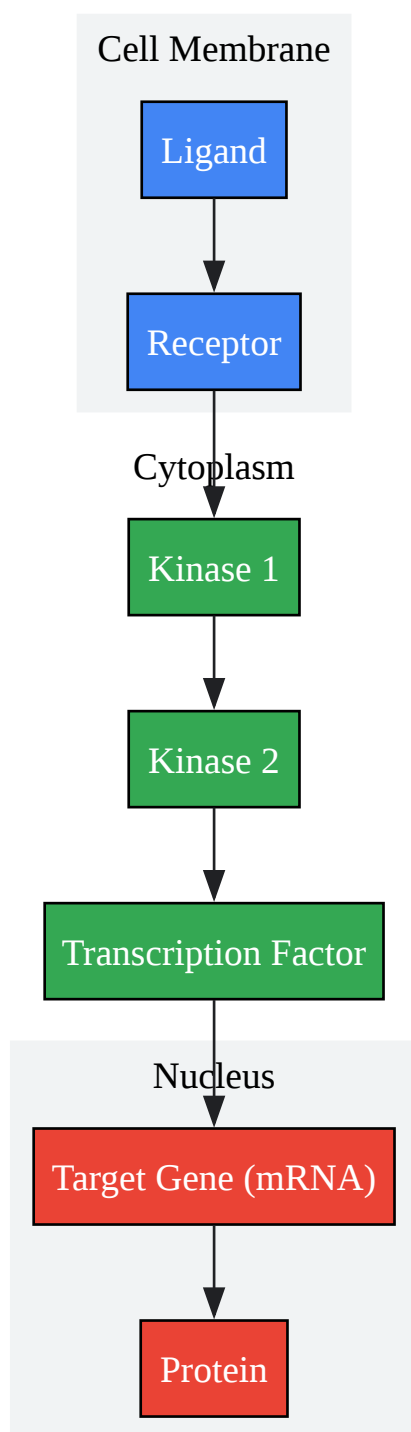 Cell Membrane
Ligand
Receptor
Cytoplasm
Kinase 1
Kinase 2
Transcription Factor
Nucleus
Target Gene (mRNA)
Protein